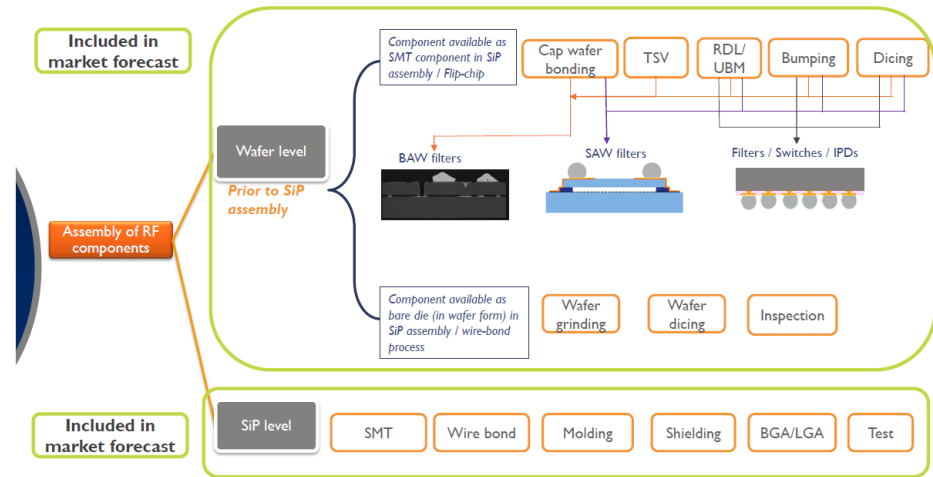 Included in
market forecast
Component available as
SMT component in SiP
assembly / Flip-chip
Cap wafer
bonding
TSV
RDL/
UBM
Bumping
Dicing
Wafer level
Prior to SiP
assembly
BAW filters
SAW filters
Filters / Switches / IPDs
Assembly of RF
components
Component available as
bare die (in wafer form) in
SiP assembly / wire-bond
process
Wafer
grinding
Wafer
dicing
Inspection
Included in
market forecast
SiP level
SMT
Wire bond
Molding
Shielding
BGA/LGA
Test